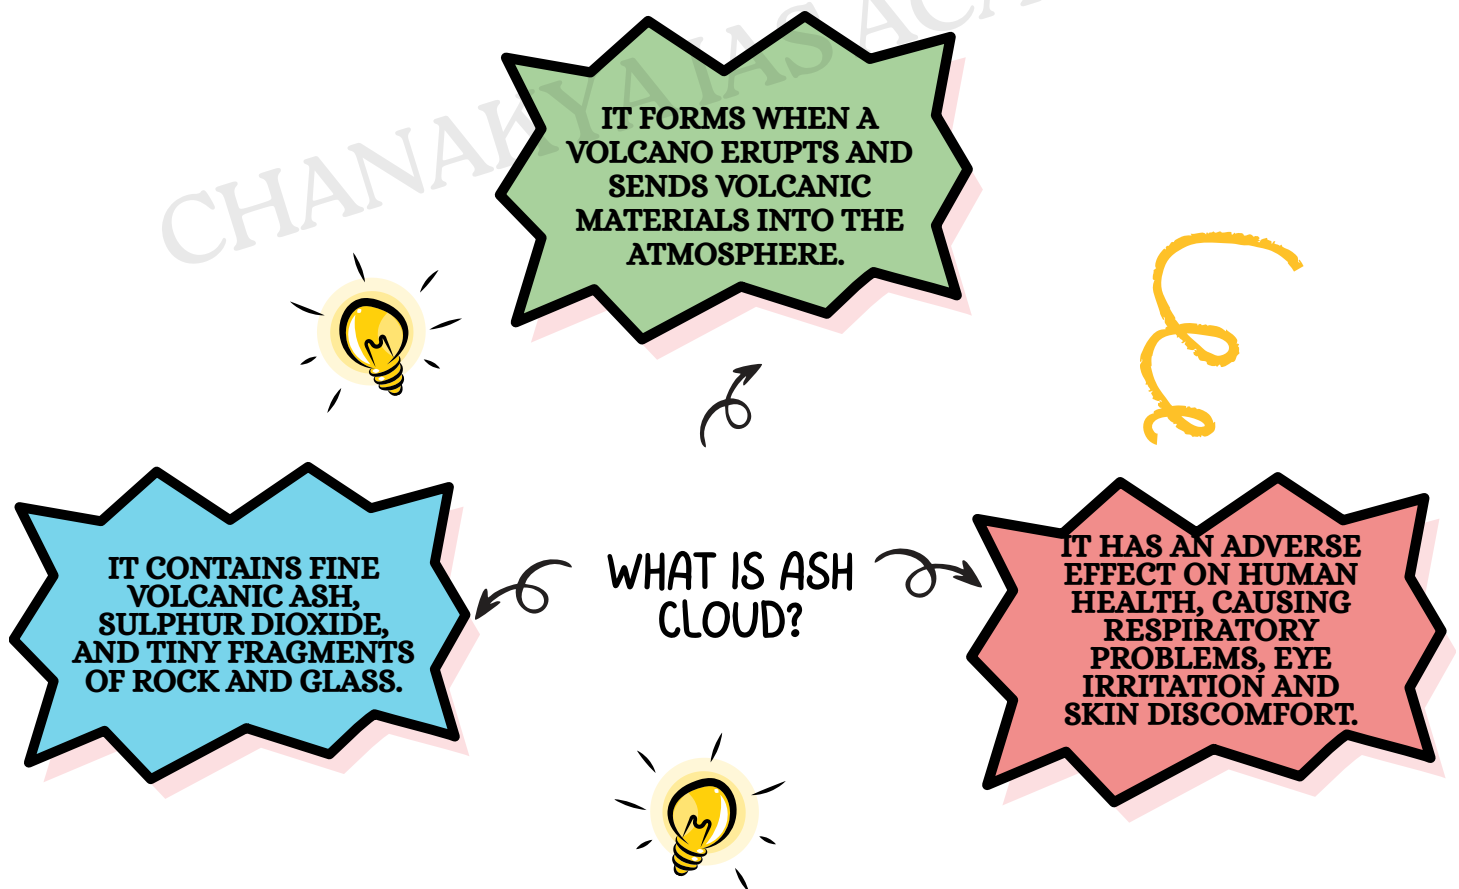 CHANAKYA IAS ACA
IT FORMS WHEN A
VOLCANO ERUPTS AND
SENDS VOLCANIC
MATERIALS INTO THE
ATMOSPHERE.
IT CONTAINS FINE
VOLCANIC ASH,
SULPHUR DIOXIDE,
AND TINY FRAGMENTS
OF ROCK AND GLASS.
WHAT IS ASH
CLOUD?
IT HAS AN ADVERSE
EFFECT ON HUMAN
HEALTH, CAUSING
RESPIRATORY
PROBLEMS, EYE
IRRITATION AND
SKIN DISCOMFORT.